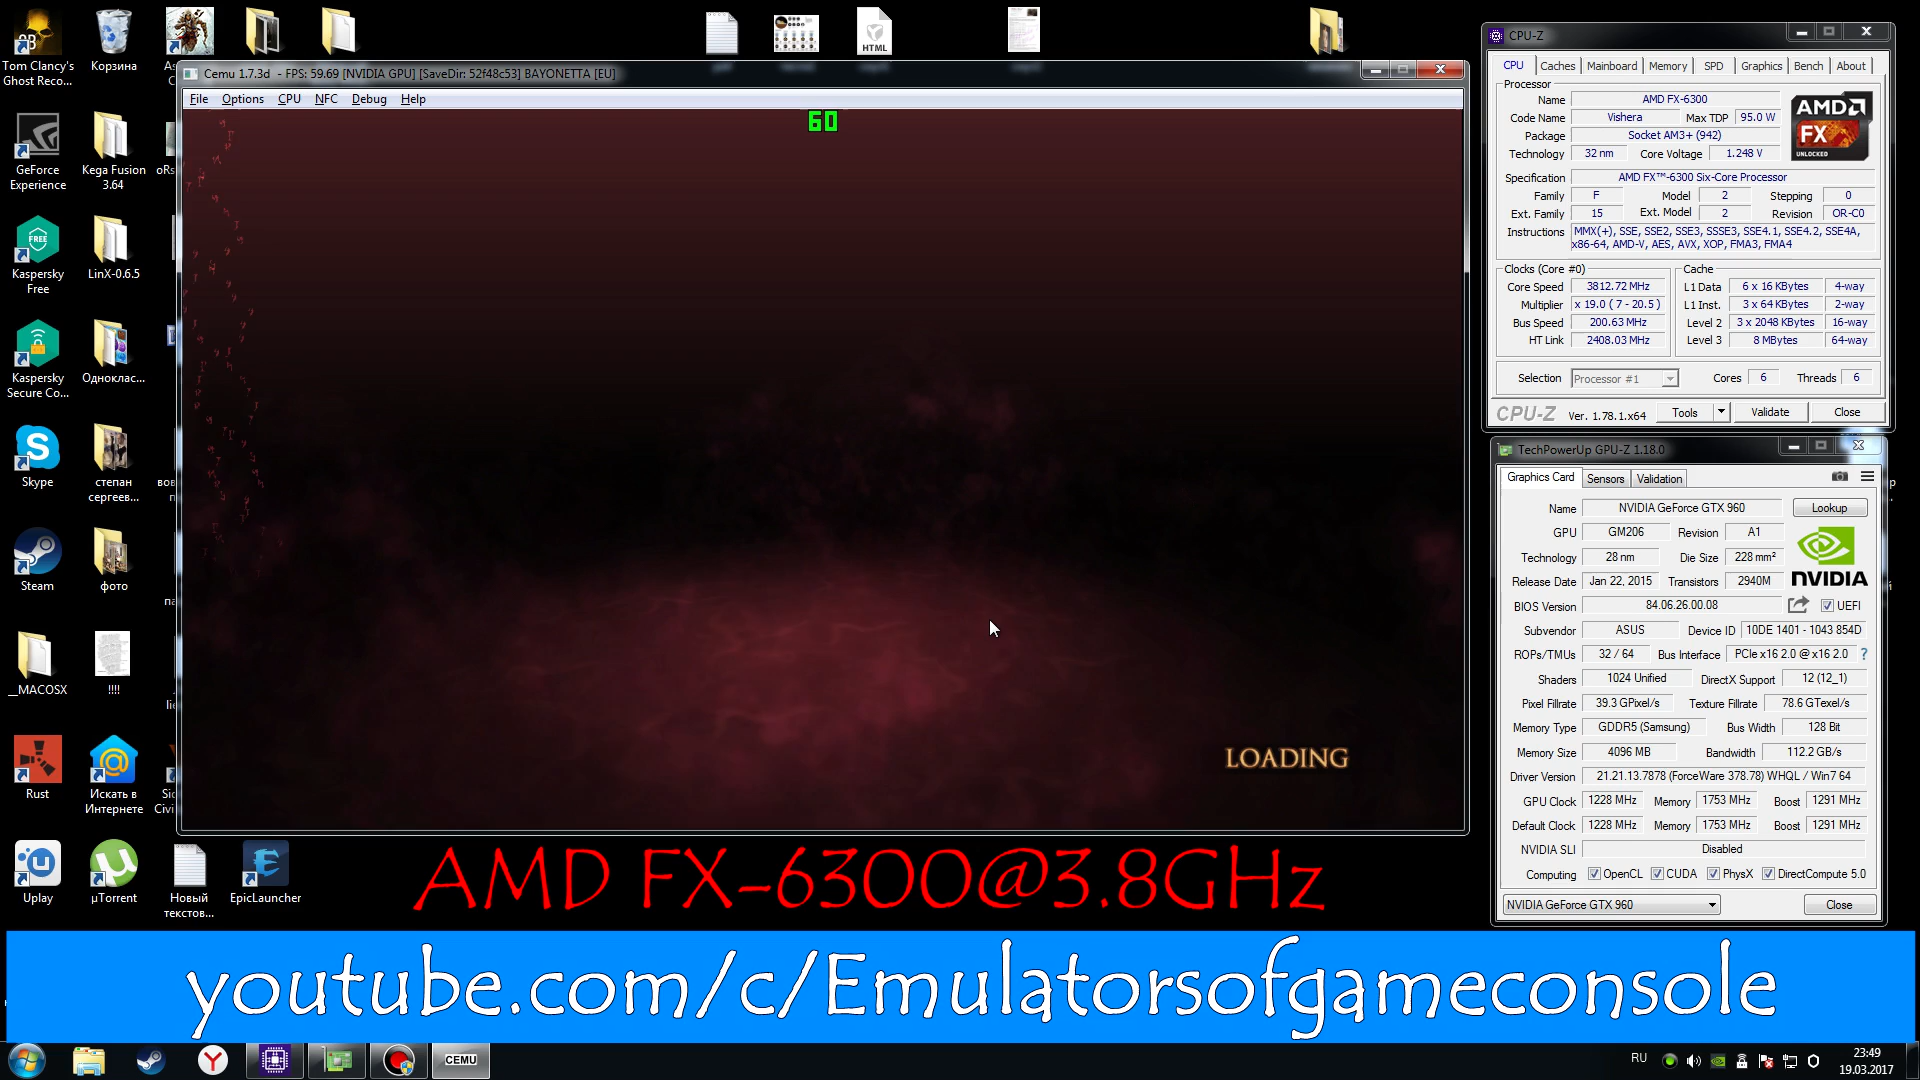 Tom Clancy's
Ghost Reco...
Корзина
HTML
GeForce
Experience
Kega Fusion
3.64
Kaspersky
Free
LinX-0.6.5
Kaspersky
Secure Co...
Одноклас...
Skype
степан
сергеев...
Steam
фото
__MACOSX
!!!!
Rust
Искать в
Интернете
Uplay
µTorrent
Новый
текстов...
EpicLauncher
Cemu 1.7.3d - FPS: 59.69 [NVIDIA GPU] [SaveDir: 52f48c53] BAYONETTA [EU]
File Options CPU NFC Debug Help
60
LOADING
CPU-Z
CPU Caches Mainboard Memory SPD Graphics Bench About
Processor
Name AMD FX-6300
Code Name Vishera Max TDP 95.0 W
Package Socket AM3+ (942)
Technology 32 nm Core Voltage 1.248 V
AMD
FX
UNLOCKED
Specification AMD FX™-6300 Six-Core Processor
Family F Model 2 Stepping 0
Ext. Family 15 Ext. Model 2 Revision OR-C0
Instructions MMX(+), SSE, SSE2, SSE3, SSSE3, SSE4.1, SSE4.2, SSE4A,
x86-64, AMD-V, AES, AVX, XOP, FMA3, FMA4
Clocks (Core #0) Cache
Core Speed 3812.72 MHz L1 Data 6 x 16 KBytes 4-way
Multiplier x 19.0 ( 7 - 20.5 ) L1 Inst. 3 x 64 KBytes 2-way
Bus Speed 200.63 MHz Level 2 3 x 2048 KBytes 16-way
HT Link 2408.03 MHz Level 3 8 MBytes 64-way
Selection Processor #1 Cores 6 Threads 6
CPU-Z Ver. 1.78.1.x64 Tools Validate Close
TechPowerUp GPU-Z 1.18.0
Graphics Card Sensors Validation
Name NVIDIA GeForce GTX 960 Lookup
GPU GM206 Revision A1
Technology 28 nm Die Size 228 mm²
NVIDIA
Release Date Jan 22, 2015 Transistors 2940M
BIOS Version 84.06.26.00.08 UEFI
Subvendor ASUS Device ID 10DE 1401 - 1043 854D
ROPs/TMUs 32 / 64 Bus Interface PCIe x16 2.0 @ x16 2.0 ?
Shaders 1024 Unified DirectX Support 12 (12_1)
Pixel Fillrate 39.3 GPixel/s Texture Fillrate 78.6 GTexel/s
Memory Type GDDR5 (Samsung) Bus Width 128 Bit
Memory Size 4096 MB Bandwidth 112.2 GB/s
Driver Version 21.21.13.7878 (ForceWare 378.78) WHQL / Win7 64
GPU Clock 1228 MHz Memory 1753 MHz Boost 1291 MHz
Default Clock 1228 MHz Memory 1753 MHz Boost 1291 MHz
NVIDIA SLI Disabled
Computing OpenCL CUDA PhysX DirectCompute 5.0
NVIDIA GeForce GTX 960 Close
AMD FX-6300@3.8GHz
youtube.com/c/Emulatorsofgameconsole
CEMU
RU
23:49
19.03.2017